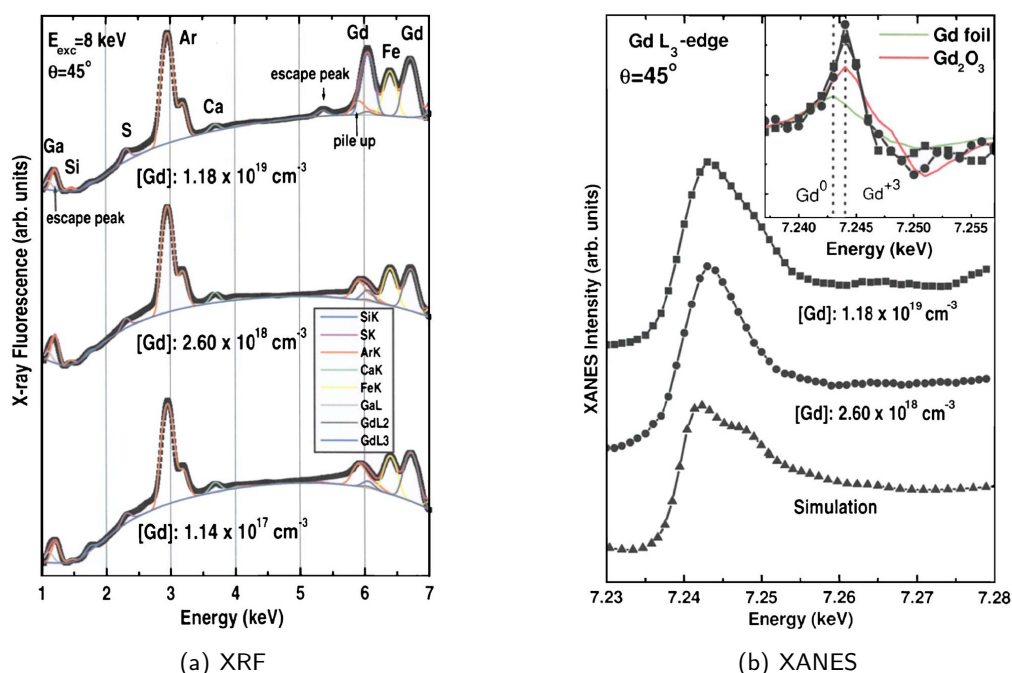 E_exc=8 keV
θ=45°
Ar
Gd
Fe
Gd
escape peak
Ca
S
Ga
Si
pile up
escape peak
[Gd]: 1.18 x 10^19 cm^-3
[Gd]: 2.60 x 10^18 cm^-3
SiK
SK
ArK
CaK
FeK
GaL
GdL2
GdL3
[Gd]: 1.14 x 10^17 cm^-3
X-ray Fluorescence (arb. units)
1 2 3 4 5 6 7
Energy (keV)
(a) XRF
Gd L_3-edge
θ=45°
Gd foil
Gd_2O_3
Gd^0
Gd^+3
7.240 7.245 7.250 7.255
Energy (keV)
[Gd]: 1.18 x 10^19 cm^-3
[Gd]: 2.60 x 10^18 cm^-3
Simulation
XANES Intensity (arb. units)
7.23 7.24 7.25 7.26 7.27 7.28
Energy (keV)
(b) XANES